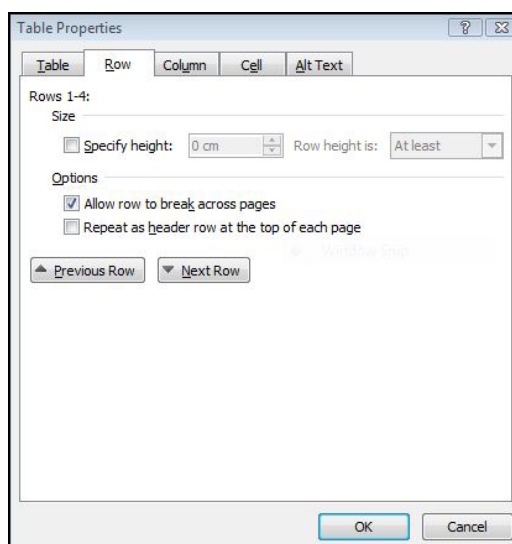 Table Properties
Table Row Column Cell Alt Text
Rows 1-4:
Size
Specify height: 0 cm Row height is: At least
Options
Allow row to break across pages
Repeat as header row at the top of each page
Window Snip
Previous Row Next Row
OK Cancel